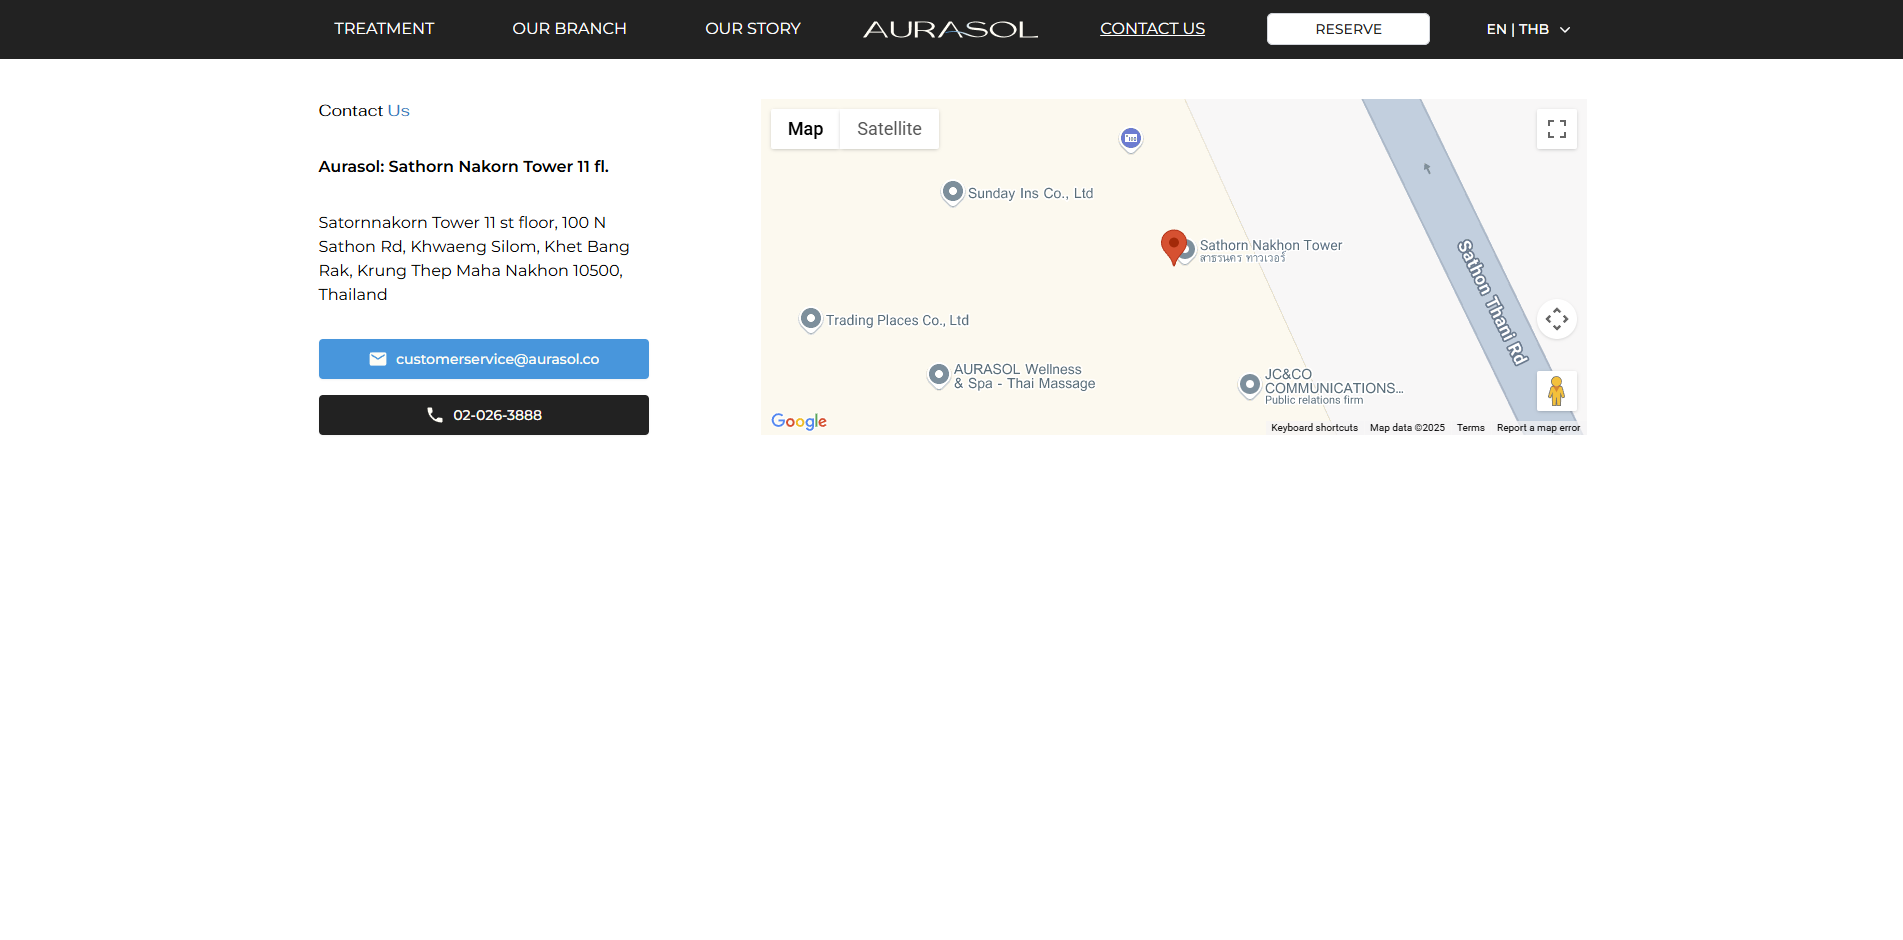 TREATMENT
OUR BRANCH
OUR STORY
AURASOL
CONTACT US
RESERVE
EN | THB
Contact Us
Aurasol: Sathorn Nakorn Tower 11 fl.
Satornnakorn Tower 11 st floor, 100 N
Sathon Rd, Khwaeng Silom, Khet Bang
Rak, Krung Thep Maha Nakhon 10500,
Thailand
customerservice@aurasol.co
02-026-3888
Map
Satellite
Sunday Ins Co., Ltd
Sathorn Nakhon Tower
สาธรนคร ทาวเวอร์
Sathon Thani Rd
Trading Places Co., Ltd
AURASOL Wellness
& Spa - Thai Massage
JC&CO
COMMUNICATIONS...
Public relations firm
Google
Keyboard shortcuts
Map data ©2025
Terms
Report a map error